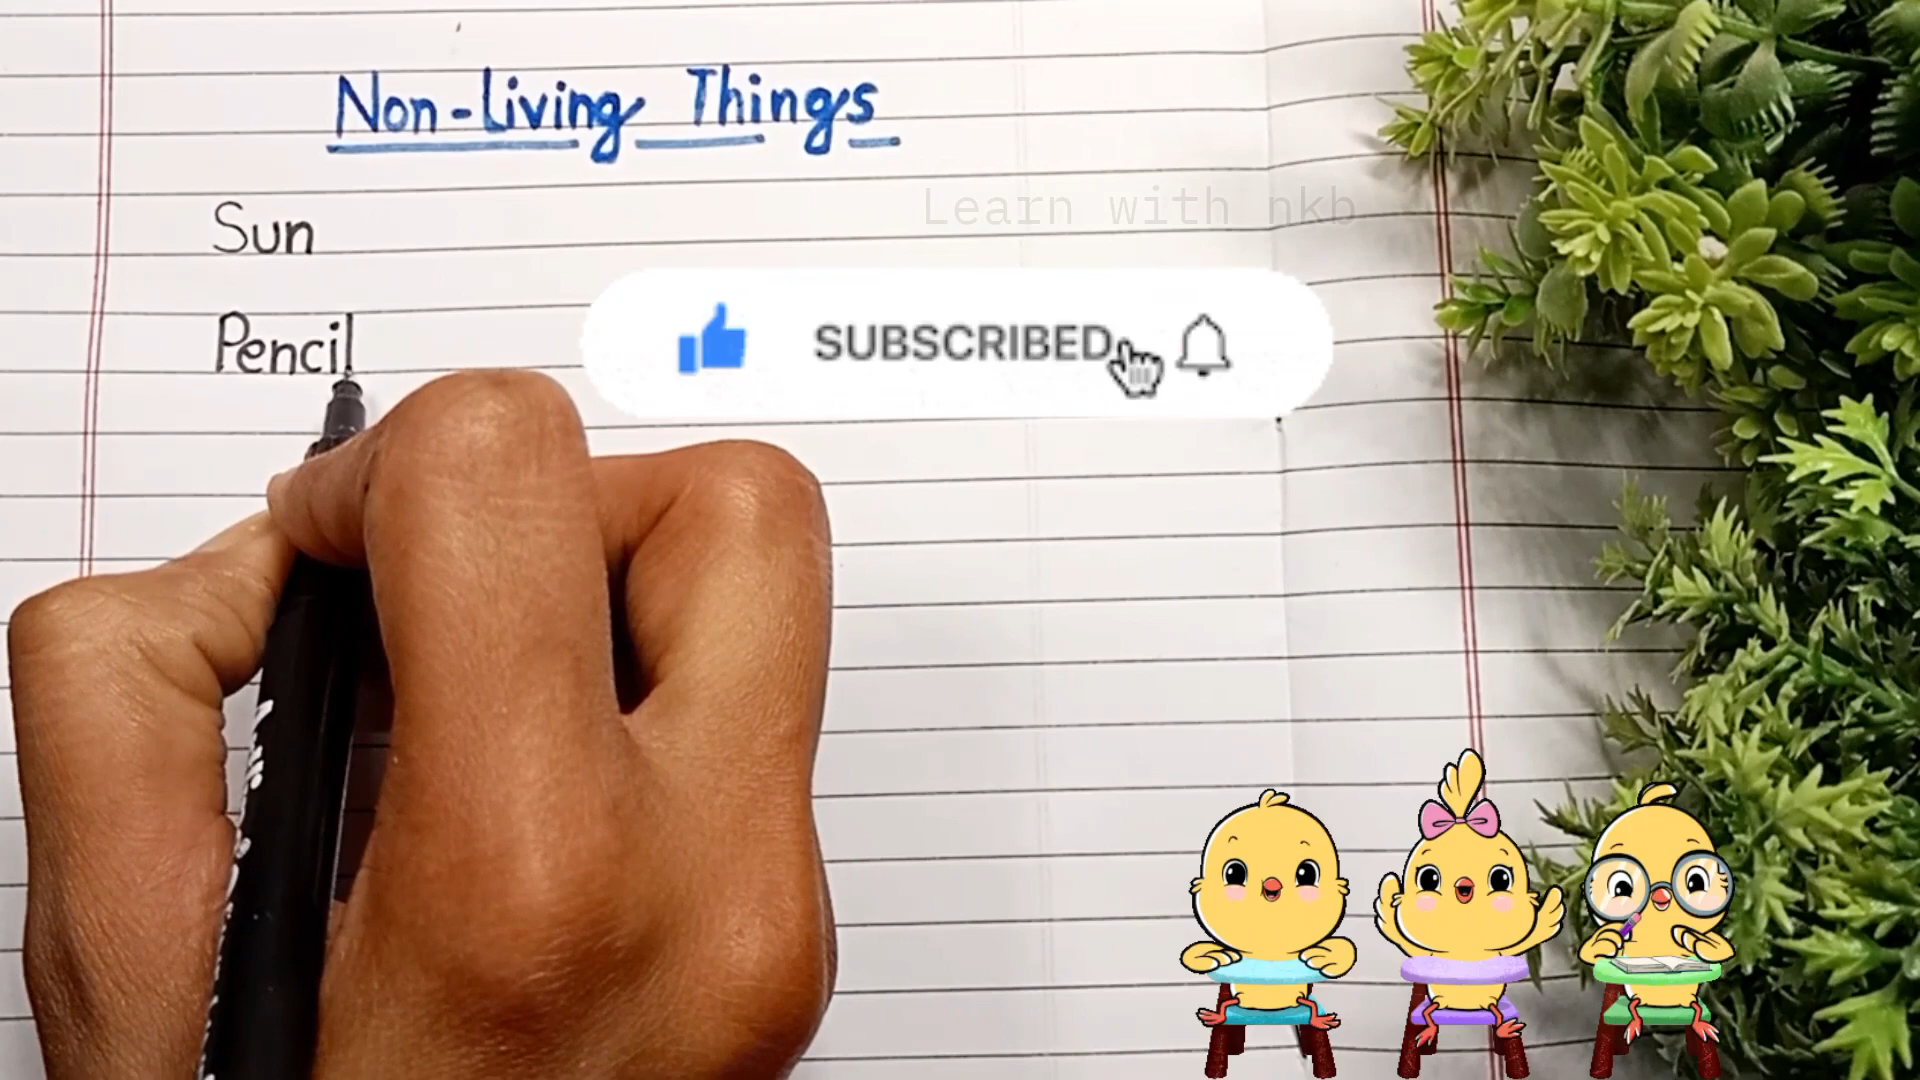 Non-Living Things
Learn with nkb
Sun
Pencil
SUBSCRIBED